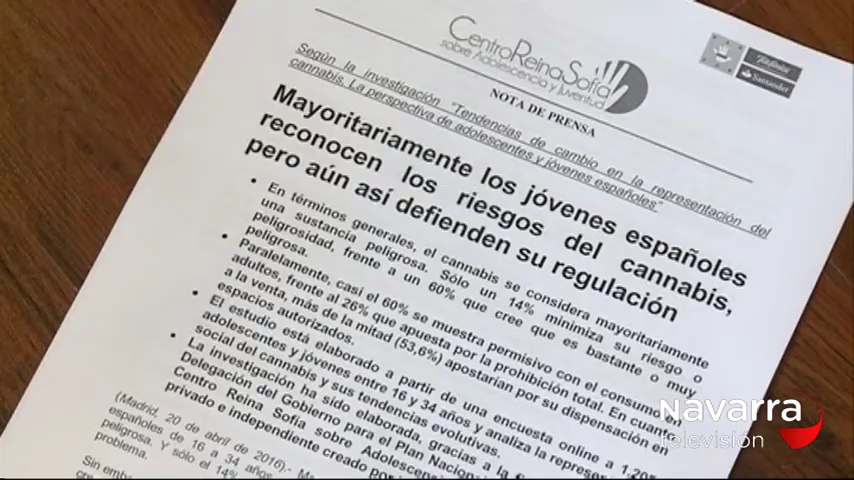 Centro Reina Sofía
sobre Adolescencia y Juventud
Telefónica
Santander
NOTA DE PRENSA
Según la investigación "Tendencias de cambio en la representación del
cannabis. La perspectiva de adolescentes y jóvenes españoles"
Mayoritariamente los jóvenes españoles
reconocen los riesgos del cannabis,
pero aún así defienden su regulación
• En términos generales, el cannabis se considera mayoritariamente
una sustancia peligrosa. Sólo un 14% minimiza su riesgo o
peligrosidad, frente a un 60% que cree que es bastante o muy
peligrosa.
• Paralelamente, casi el 60% se muestra permisivo con el consumo en
adultos, frente al 26% que apuesta por la prohibición total. En cuanto
a la venta, más de la mitad (53,6%) apostarían por su dispensación en
espacios autorizados.
• El estudio está elaborado a partir de una encuesta online a 1.20
adolescentes y jóvenes entre 16 y 34 años y analiza la repres
social del cannabis y sus tendencias evolutivas.
• La investigación ha sido elaborada, gracias a la
Delegación del Gobierno para el Plan Nacion
Centro Reina Sofía sobre Adolescen
privado e independiente creado por
(Madrid, 20 de abril de 2016).- M
españoles de 16 a 34 años
peligrosa. Y sólo el 14%
problema.
Sin emb
Navarra
Televisión